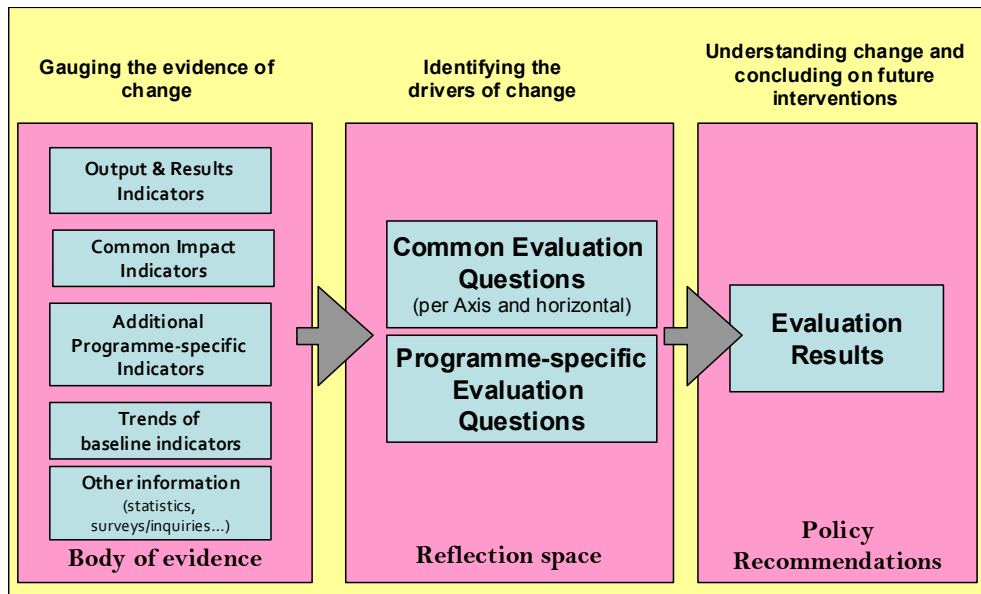 Gauging the evidence of
change
Output & Results
Indicators
Common Impact
Indicators
Additional
Programme-specific
Indicators
Trends of
baseline indicators
Other information
(statistics,
surveys/inquiries...)
Body of evidence
Identifying the
drivers of change
Common Evaluation
Questions
(per Axis and horizontal)
Programme-specific
Evaluation
Questions
Reflection space
Understanding change and
concluding on future
interventions
Evaluation
Results
Policy
Recommendations